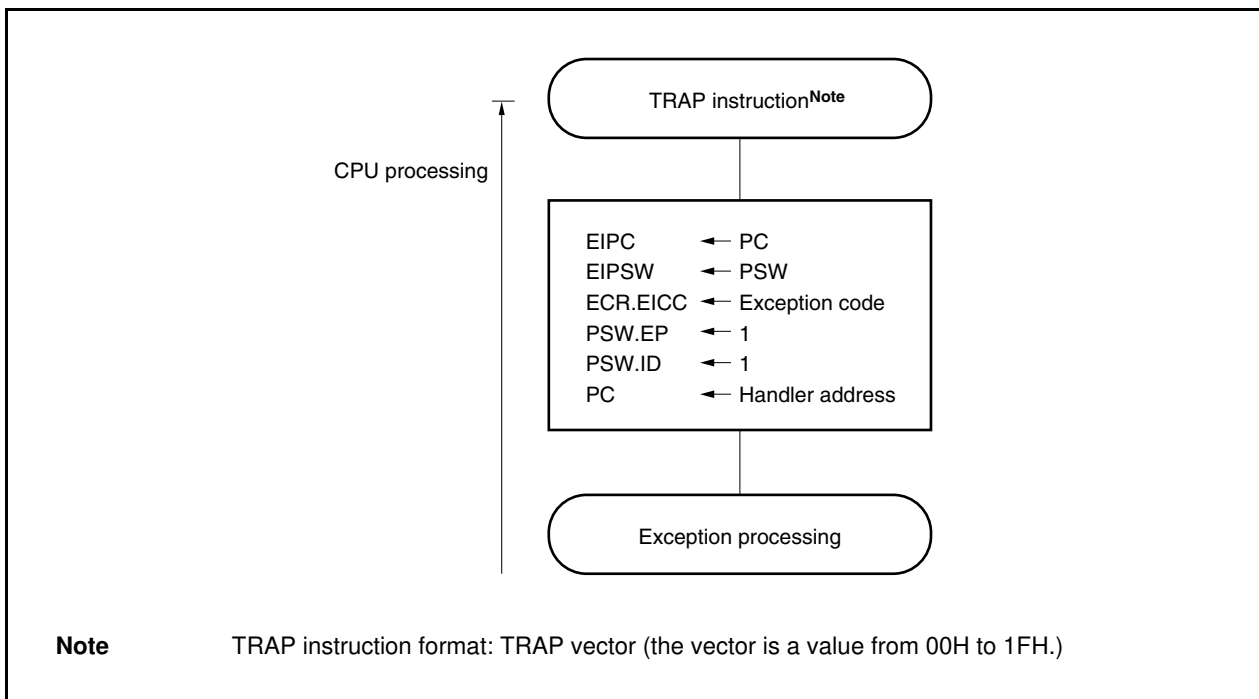 TRAP instructionNote
CPU processing
EIPC ← PC
EIPSW ← PSW
ECR.EICC ← Exception code
PSW.EP ← 1
PSW.ID ← 1
PC ← Handler address
Exception processing
Note TRAP instruction format: TRAP vector (the vector is a value from 00H to 1FH.)